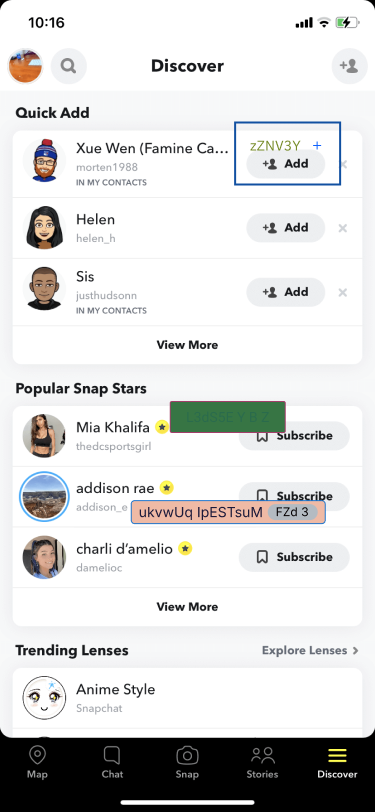 10:16
Discover
Quick Add
Xue Wen (Famine Ca...
zZNV3Y +
morten1988
Add
IN MY CONTACTS
Helen
helen_h
Add
Sis
justhudsonn
Add
IN MY CONTACTS
View More
Popular Snap Stars
Mia Khalifa
thedcsportsgirl
Subscribe
addison rae
addison_e
Subscribe
ukvwUq IpESTsuM FZd 3
charli d'amelio
damelioc
Subscribe
View More
Trending Lenses
Explore Lenses >
Anime Style
Snapchat
Map
Chat
Snap
Stories
Discover